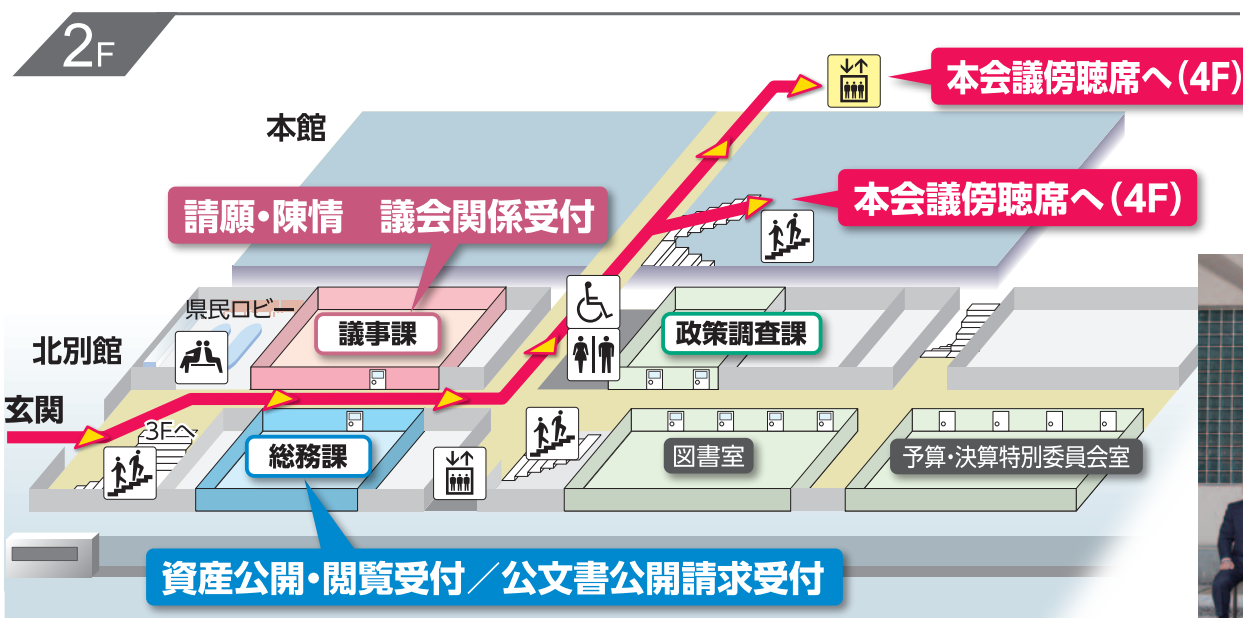 2F
本会議傍聴席へ(4F)
本館
本会議傍聴席へ(4F)
請願・陳情 議会関係受付
県民ロビー
議事課
政策調査課
北別館
玄関
3Fへ
総務課
図書室
予算・決算特別委員会室
資産公開・閲覧受付/公文書公開請求受付